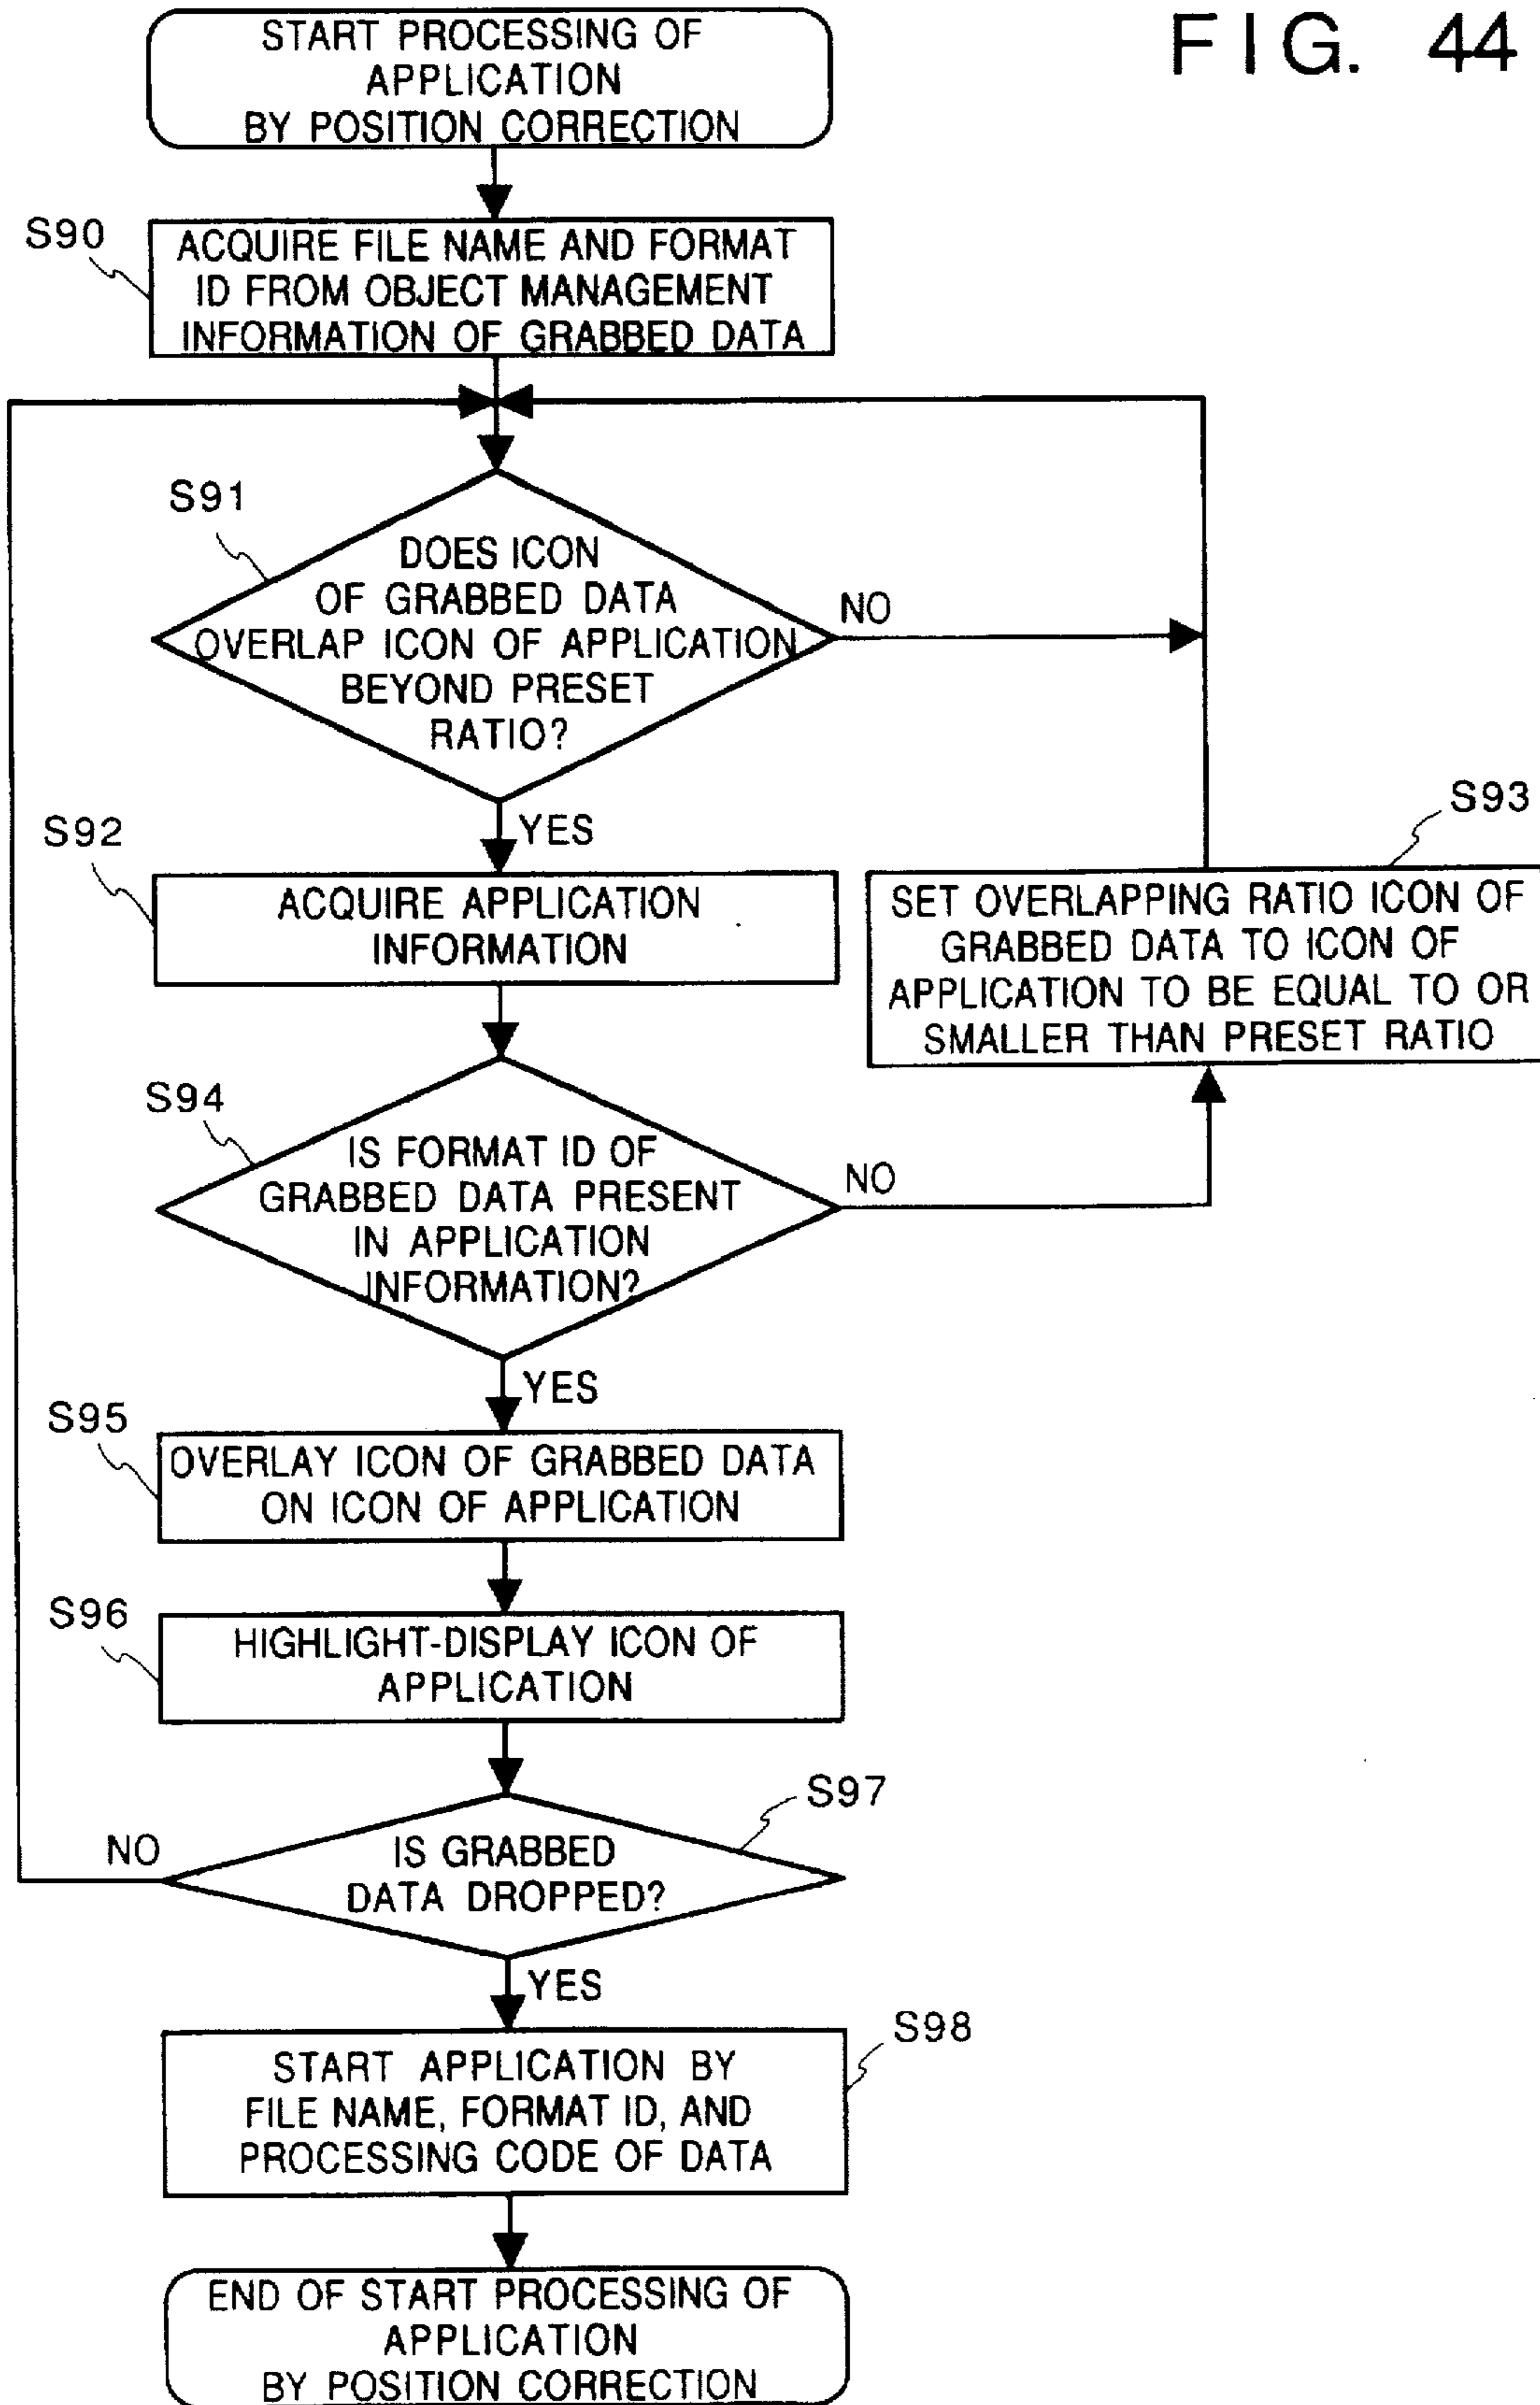 FIG. 44
START PROCESSING OF
APPLICATION
BY POSITION CORRECTION
S90
ACQUIRE FILE NAME AND FORMAT
ID FROM OBJECT MANAGEMENT
INFORMATION OF GRABBED DATA
S91
DOES ICON
OF GRABBED DATA
OVERLAP ICON OF APPLICATION
BEYOND PRESET
RATIO?
NO
YES
S92
ACQUIRE APPLICATION
INFORMATION
S93
SET OVERLAPPING RATIO ICON OF
GRABBED DATA TO ICON OF
APPLICATION TO BE EQUAL TO OR
SMALLER THAN PRESET RATIO
S94
IS FORMAT ID OF
GRABBED DATA PRESENT
IN APPLICATION
INFORMATION?
NO
YES
S95
OVERLAY ICON OF GRABBED DATA
ON ICON OF APPLICATION
S96
HIGHLIGHT-DISPLAY ICON OF
APPLICATION
S97
IS GRABBED
DATA DROPPED?
NO
YES
S98
START APPLICATION BY
FILE NAME, FORMAT ID, AND
PROCESSING CODE OF DATA
END OF START PROCESSING OF
APPLICATION
BY POSITION CORRECTION